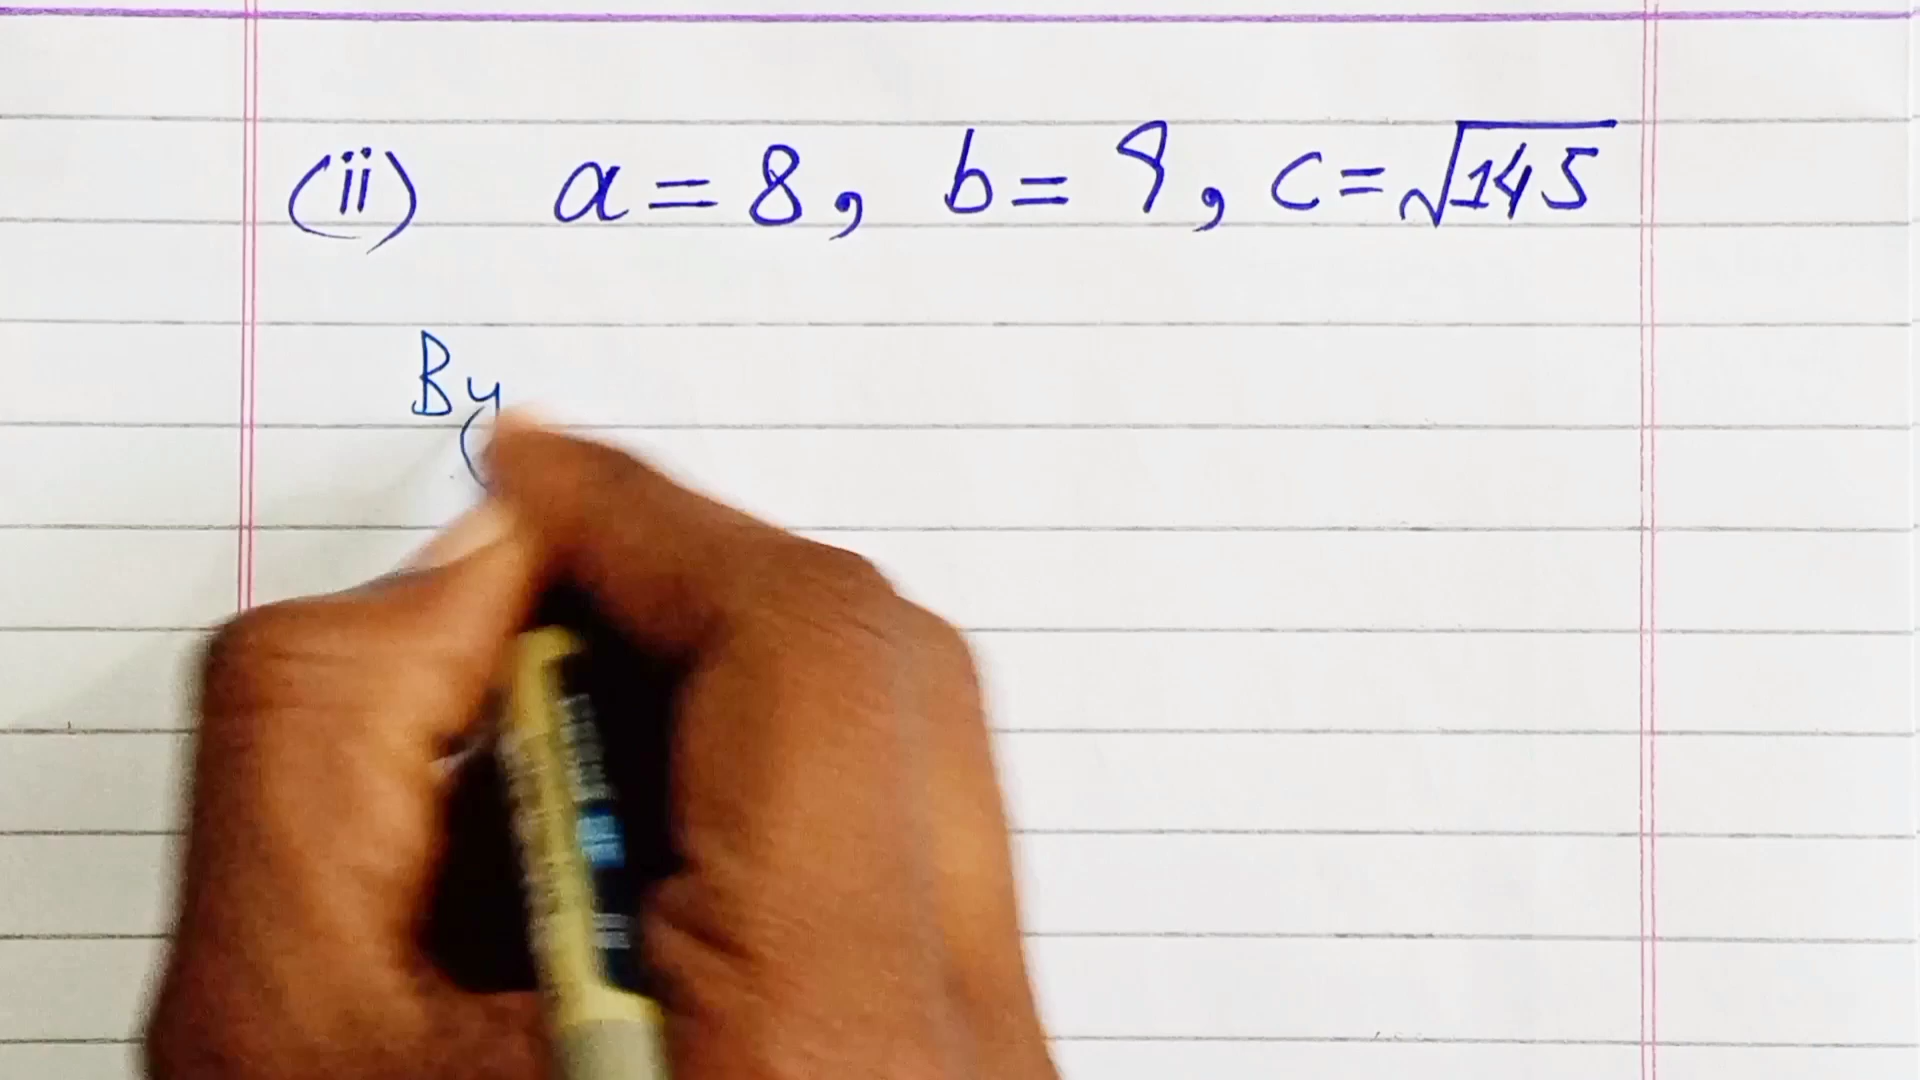 (ii) a = 8, b = 9, c = √145
By